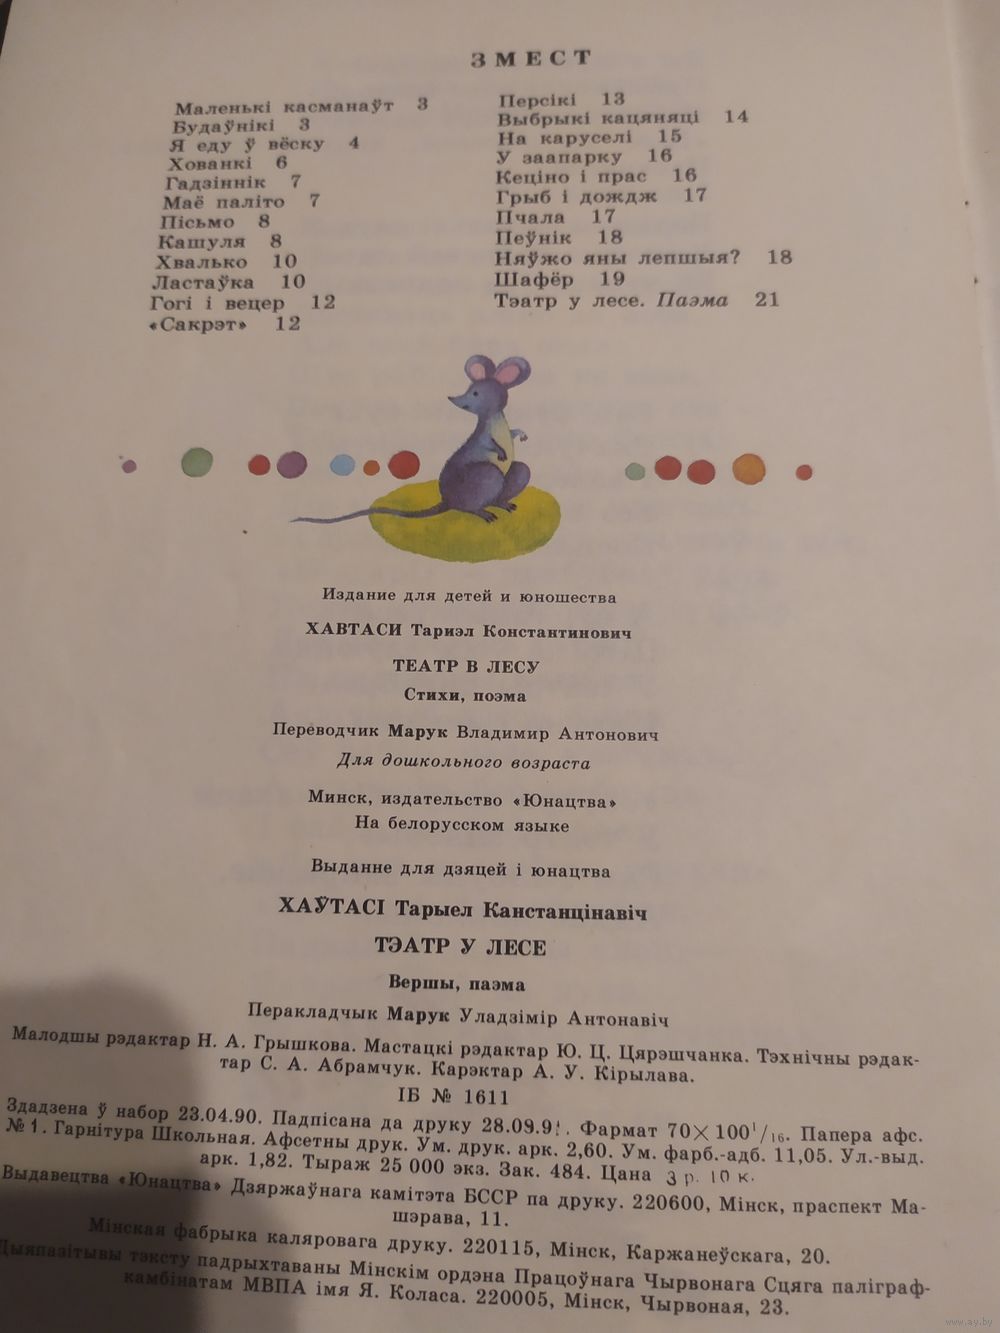 ЗМЕСТ
Маленькі касманаўт 3
Будаўнікі 3
Я еду ў вёску 4
Хованкі 6
Гадзіннік 7
Маё паліто 7
Пісьмо 8
Кашуля 8
Хвалько 10
Ластаўка 10
Гогі і вецер 12
«Сакрэт» 12
Персікі 13
Выбрыкі кацяняці 14
На каруселі 15
У заапарку 16
Кеціно і прас 16
Грыб і дождж 17
Пчала 17
Пеўнік 18
Няўжо яны лепшыя? 18
Шафёр 19
Тэатр у лесе. Паэма 21
Издание для детей и юношества
ХАВТАСИ Тариэл Константинович
ТЕАТР В ЛЕСУ
Стихи, поэма
Переводчик Марук Владимир Антонович
Для дошкольного возраста
Минск, издательство «Юнацтва»
На белорусском языке
Выданне для дзяцей і юнацтва
ХАЎТАСІ Тарыел Канстанцінавіч
ТЭАТР У ЛЕСЕ
Вершы, паэма
Перакладчык Марук Уладзімір Антонавіч
Малодшы рэдактар Н. А. Грышкова. Мастацкі рэдактар Ю. Ц. Цярэшчанка. Тэхнічны рэдак-
тар С. А. Абрамчук. Карэктар А. У. Кірылава.
ІБ № 1611
Здадзена ў набор 23.04.90. Падпісана да друку Фармат 70×100¹/₁₆. Папера афс.
№ 1. Гарнітура Школьная. Афсетны друк. Ум. друк. арк. 2,60. Ум. фарб.-адб. 11,05. Ул.-выд.
арк. 1,82. Тыраж 25 000 экз. Зак. 484. Цана 3 р. 10 к.
Выдавецтва «Юнацтва» Дзяржаўнага камітэта БССР па друку. 220600, Мінск, праспект Ма-
шэрава, 11.
Мінская фабрыка каляровага друку. 220115, Мінск, Каржанеўскага, 20.
Дыяпазітывы тэксту падрыхтаваны Мінскім ордэна Працоўнага Чырвонага Сцяга паліграф-
камбінатам МВПА імя Я. Коласа. 220005, Мінск, Чырвоная, 23.
www.ay.by